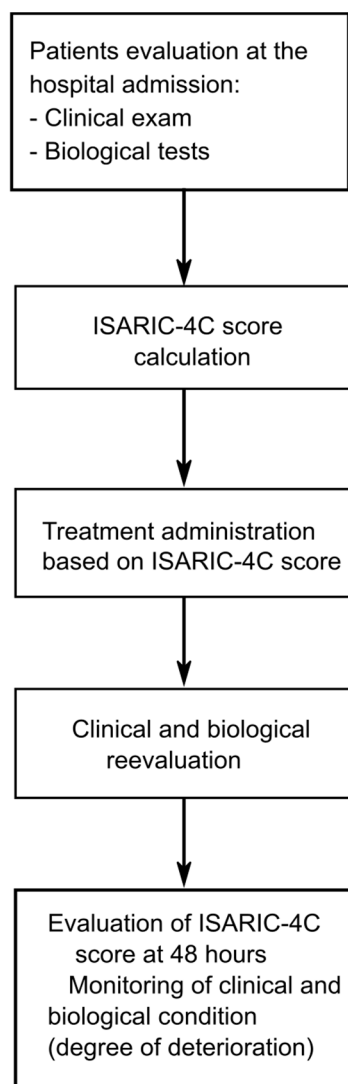 Patients evaluation at the
hospital admission:
- Clinical exam
- Biological tests
ISARIC-4C score
calculation
Treatment administration
based on ISARIC-4C score
Clinical and biological
reevaluation
Evaluation of ISARIC-4C
score at 48 hours
Monitoring of clinical and
biological condition
(degree of deterioration)